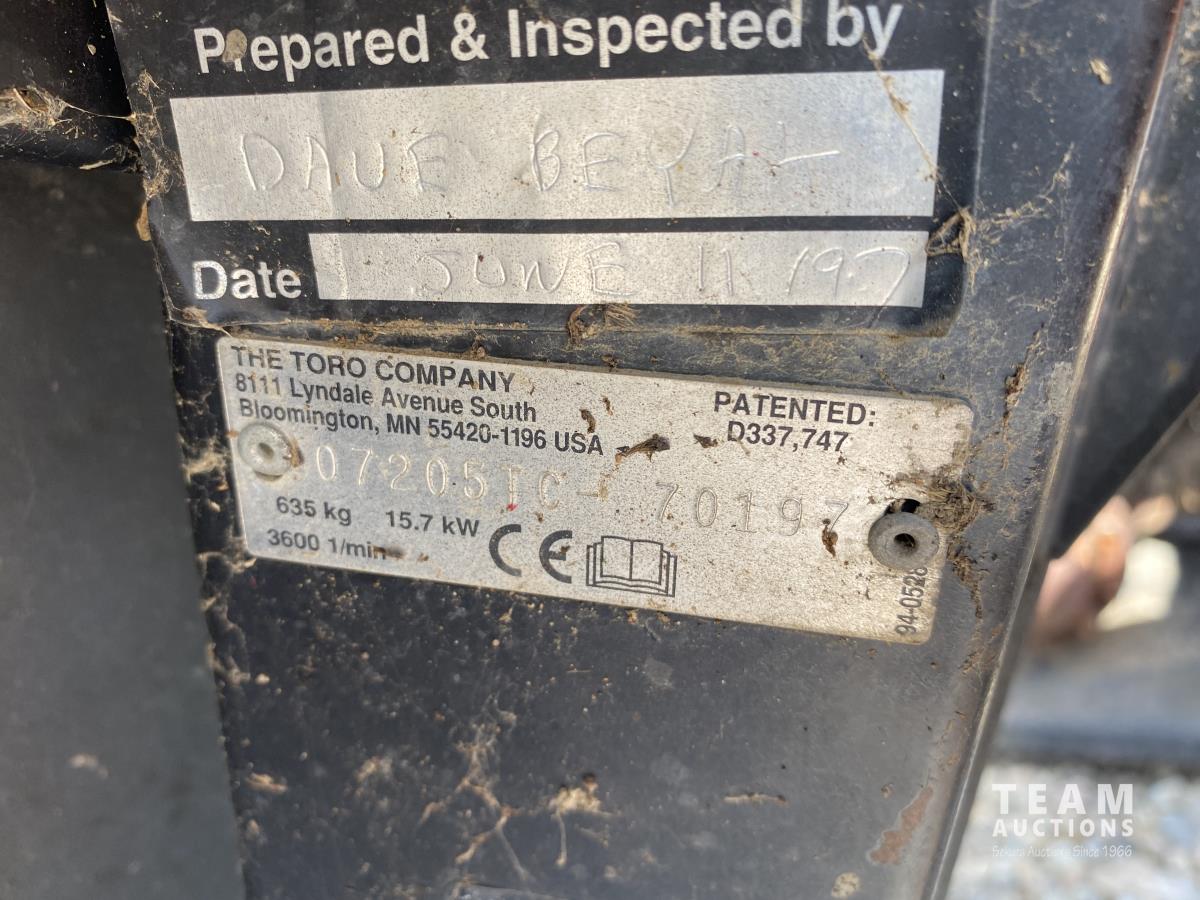 Prepared & Inspected by
DAVE
Date JUNE 11 197
THE TORO COMPANY
8111 Lyndale Avenue South
Bloomington, MN 55420-1196 USA
PATENTED:
D337,747
07205TC-70197
635 kg 15.7 kW
3600 1/min
CE
94-0528
TEAM
AUCTIONS
Since 1966